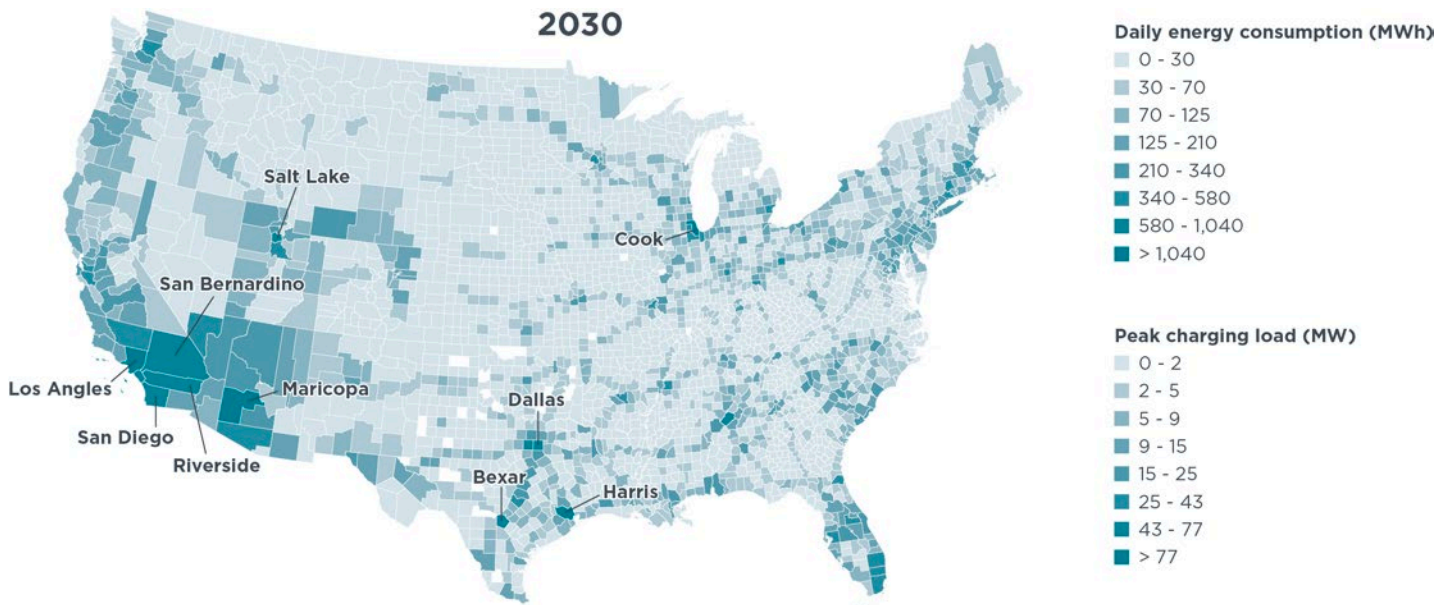 2030
Salt Lake
San Bernardino
Los Angles
San Diego
Riverside
Maricopa
Dallas
Bexar
Harris
Cook
Daily energy consumption (MWh)
0 - 30
30 - 70
70 - 125
125 - 210
210 - 340
340 - 580
580 - 1,040
> 1,040
Peak charging load (MW)
0 - 2
2 - 5
5 - 9
9 - 15
15 - 25
25 - 43
43 - 77
> 77